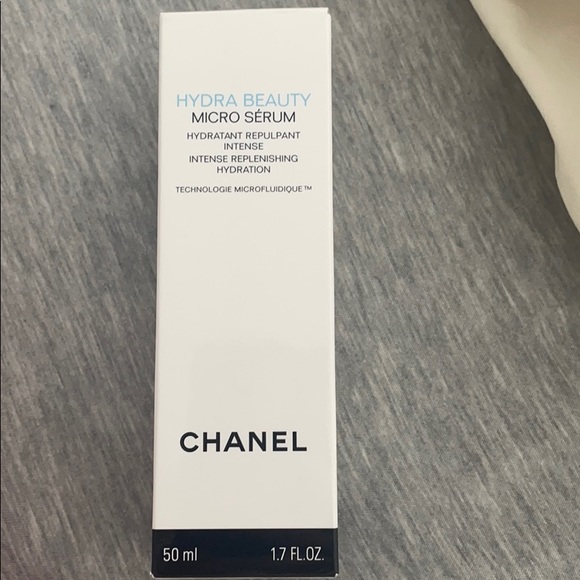 HYDRA BEAUTY
MICRO SÉRUM
HYDRATANT REPULPANT
INTENSE
INTENSE REPLENISHING
HYDRATION
TECHNOLOGIE MICROFLUIDIQUE™
CHANEL
50 ml 1.7 FL.OZ.